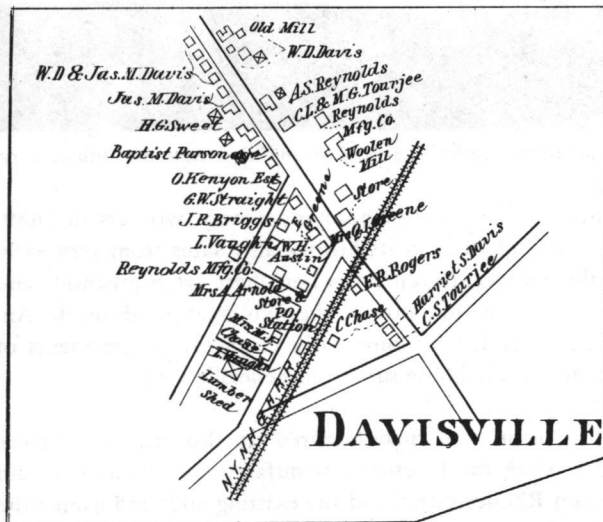 Old Mill
W.D. Davis
W.D & Jas. M. Davis
A.S. Reynolds
C.J. & M.G. Tourjee
Jas. M. Davis
Reynolds
Mfg. Co.
Woolen
Mill
H.G. Sweet
Baptist Parsonage
O. Kenyon Est.
Store
G.W. Straight
J.R. Briggs
Greene
L. Vaughn
W.H.
Austin
Reynolds Mfg. Co.
E.R. Rogers
Harriet S. Davis
C.S. Tourjee
Mrs A. Arnold
Store &
P.O.
Station
C Chase
Chase
Lumber
Shed
DAVISVILLE